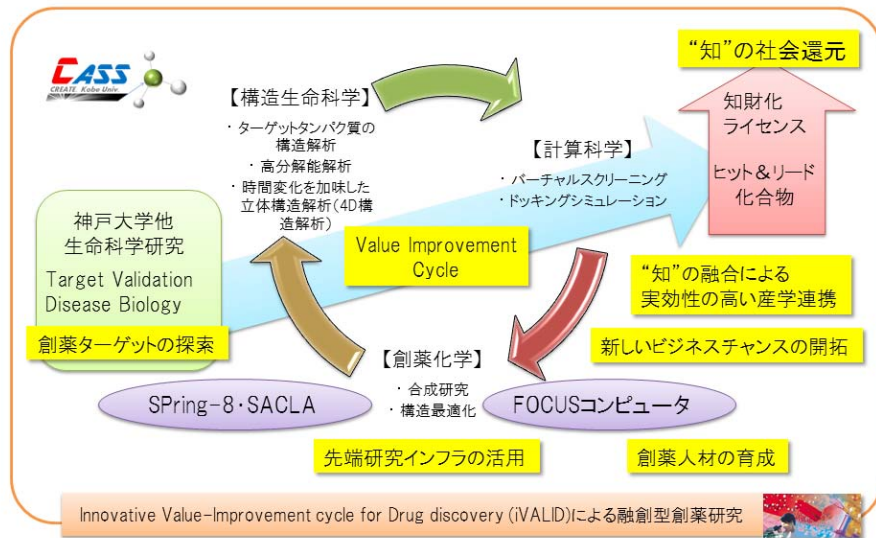 CASS
CREATE. Kobe Univ.
“知”の社会還元
【構造生命科学】
・ターゲットタンパク質の
構造解析
・高分解能解析
・時間変化を加味した
立体構造解析(4D構
造解析)
【計算科学】
・バーチャルスクリーニング
・ドッキングシミュレーション
知財化
ライセンス
ヒット＆リード
化合物
神戸大学他
生命科学研究
Target Validation
Disease Biology
創薬ターゲットの探索
Value Improvement
Cycle
“知”の融合による
実効性の高い産学連携
新しいビジネスチャンスの開拓
【創薬化学】
・合成研究
・構造最適化
SPring-8・SACLA
FOCUSコンピュータ
先端研究インフラの活用
創薬人材の育成
Innovative Value-Improvement cycle for Drug discovery (iVALID)による融創型創薬研究